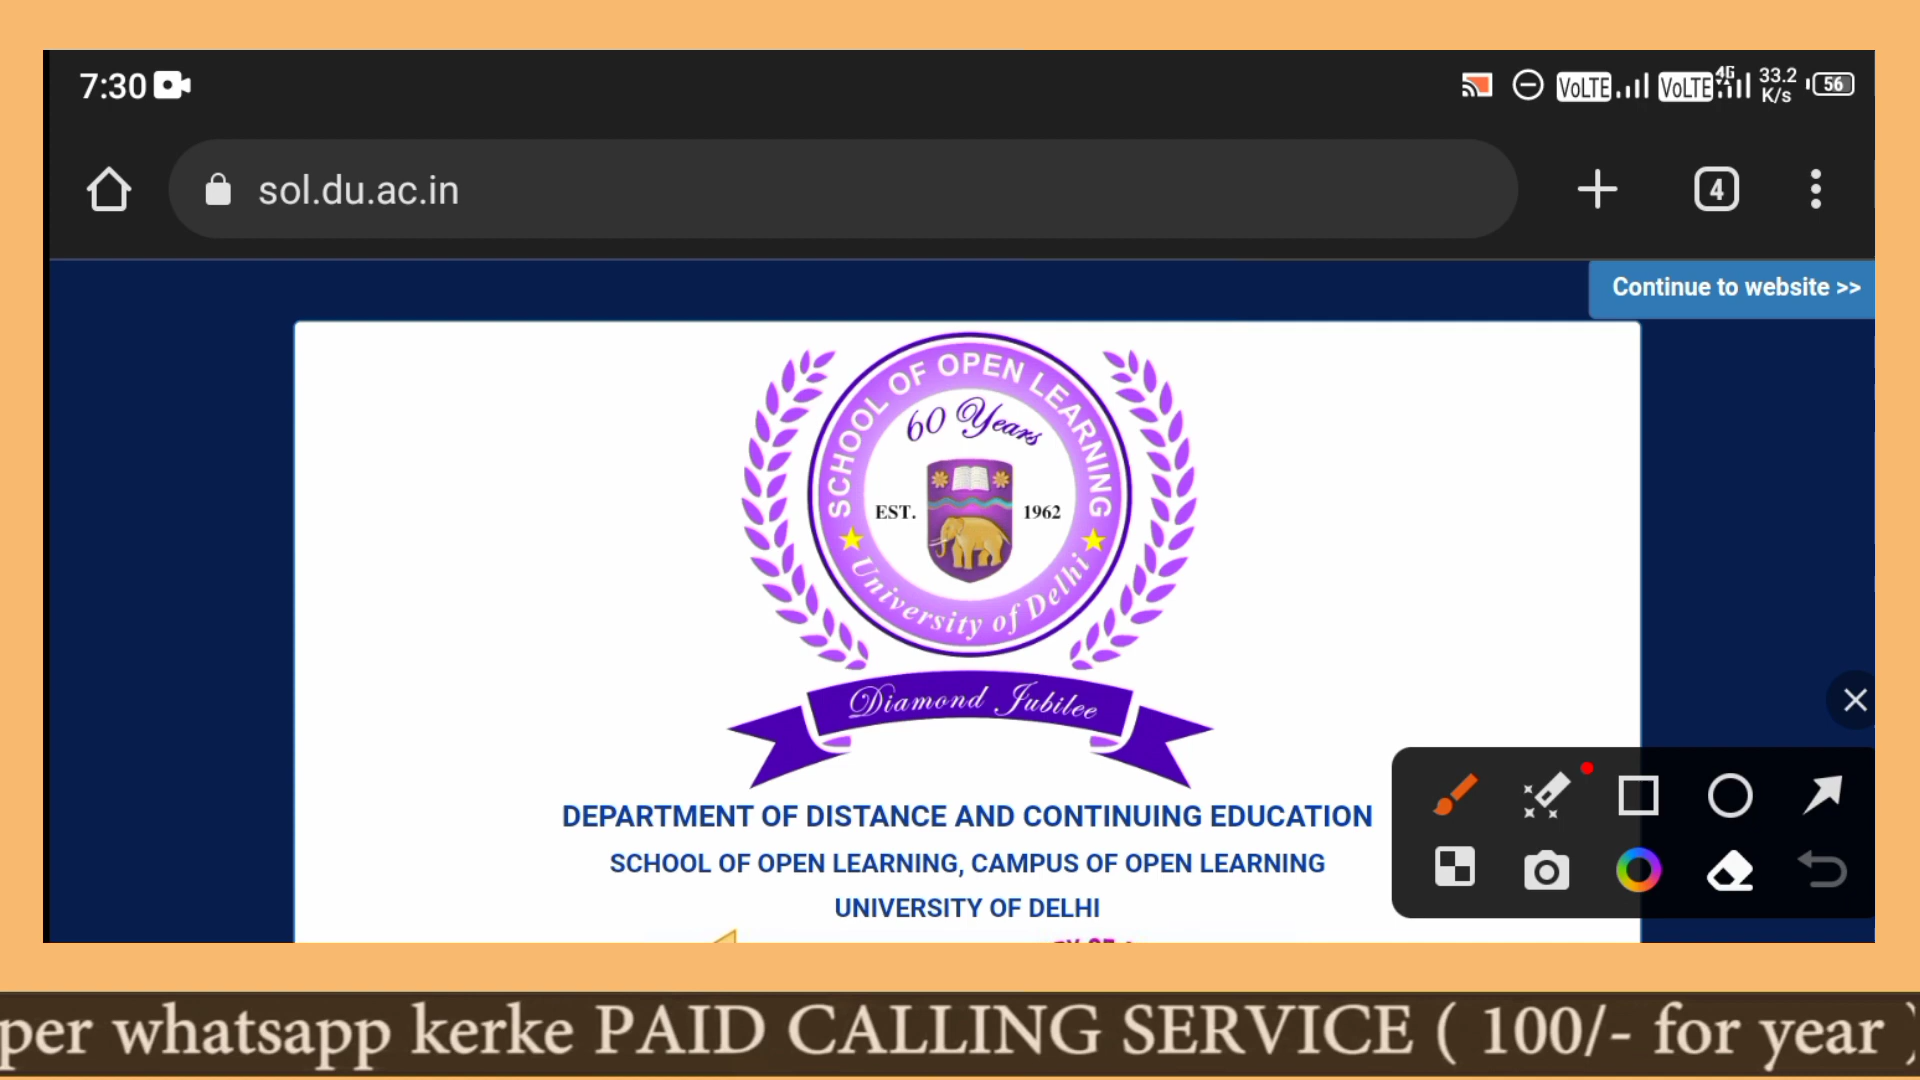 7:30
VoLTE VoLTE 4G 33.2 K/s 56
sol.du.ac.in
4
Continue to website >>
SCHOOL OF OPEN LEARNING
60 Years
EST. 1962
University of Delhi
Diamond Jubilee
DEPARTMENT OF DISTANCE AND CONTINUING EDUCATION
SCHOOL OF OPEN LEARNING, CAMPUS OF OPEN LEARNING
UNIVERSITY OF DELHI
per whatsapp kerke PAID CALLING SERVICE ( 100/- for year )